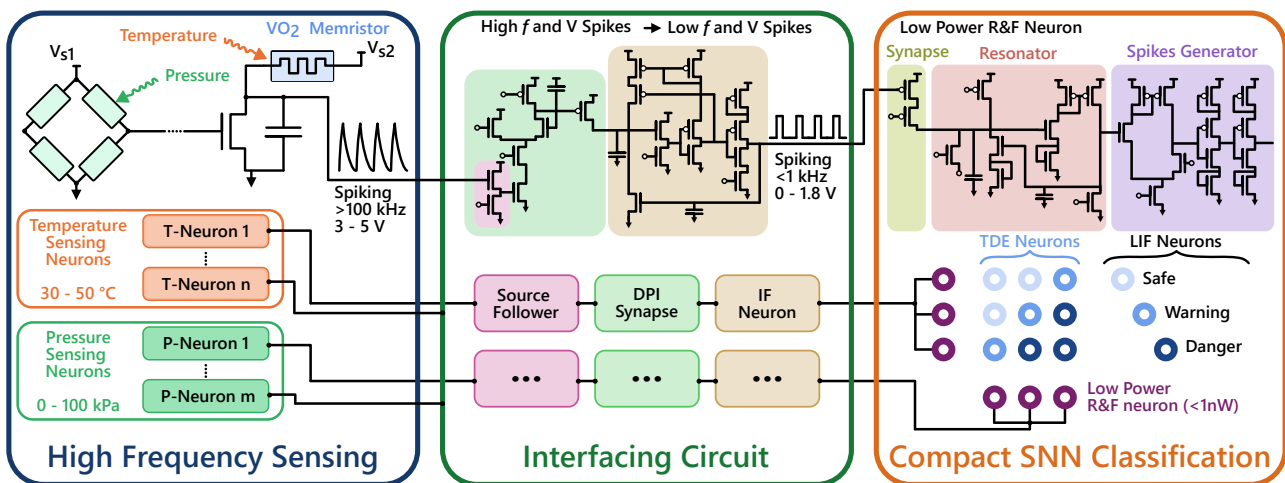 VO2 Memristor
Temperature
VS1
VS2
Pressure
Spiking
>100 kHz
3 - 5 V
Temperature
Sensing
Neurons
30 - 50 °C
T-Neuron 1
T-Neuron n
Pressure
Sensing
Neurons
0 - 100 kPa
P-Neuron 1
P-Neuron m
High Frequency Sensing
High f and V Spikes → Low f and V Spikes
Spiking
<1 kHz
0 - 1.8 V
Source
Follower
DPI
Synapse
IF
Neuron
•••
•••
•••
Interfacing Circuit
Low Power R&F Neuron
Synapse
Resonator
Spikes Generator
TDE Neurons
LIF Neurons
Safe
Warning
Danger
Low Power
R&F neuron (<1nW)
Compact SNN Classification